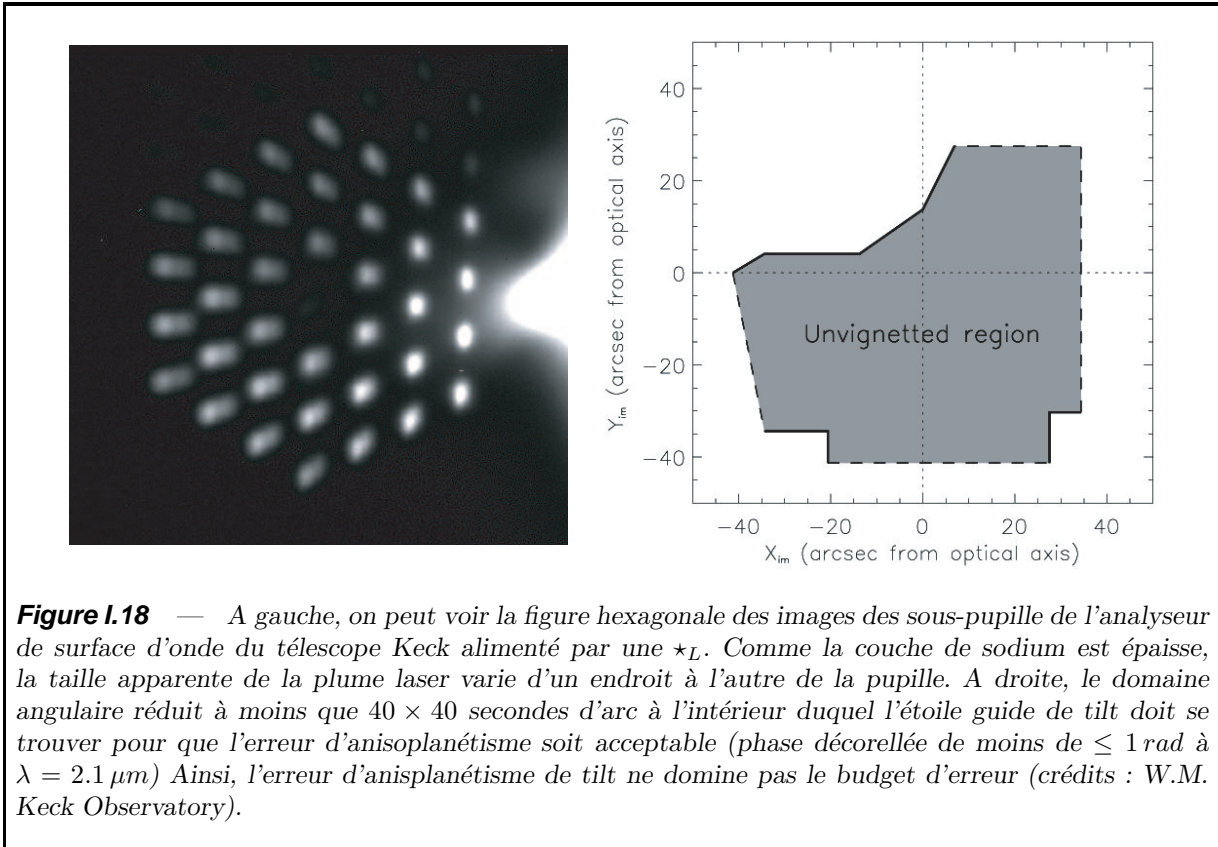 40
20
0
−20
−40
Y_im (arcsec from optical axis)
Unvignetted region
−40 −20 0 20 40
X_im (arcsec from optical axis)
Figure I.18 — A gauche, on peut voir la figure hexagonale des images des sous-pupille de l'analyseur
de surface d'onde du télescope Keck alimenté par une ⋆_L. Comme la couche de sodium est épaisse,
la taille apparente de la plume laser varie d'un endroit à l'autre de la pupille. A droite, le domaine
angulaire réduit à moins que 40 × 40 secondes d'arc à l'intérieur duquel l'étoile guide de tilt doit se
trouver pour que l'erreur d'anisoplanétisme soit acceptable (phase décorellée de moins de ≤ 1 rad à
λ = 2.1 μm) Ainsi, l'erreur d'anisplanétisme de tilt ne domine pas le budget d'erreur (crédits : W.M.
Keck Observatory).